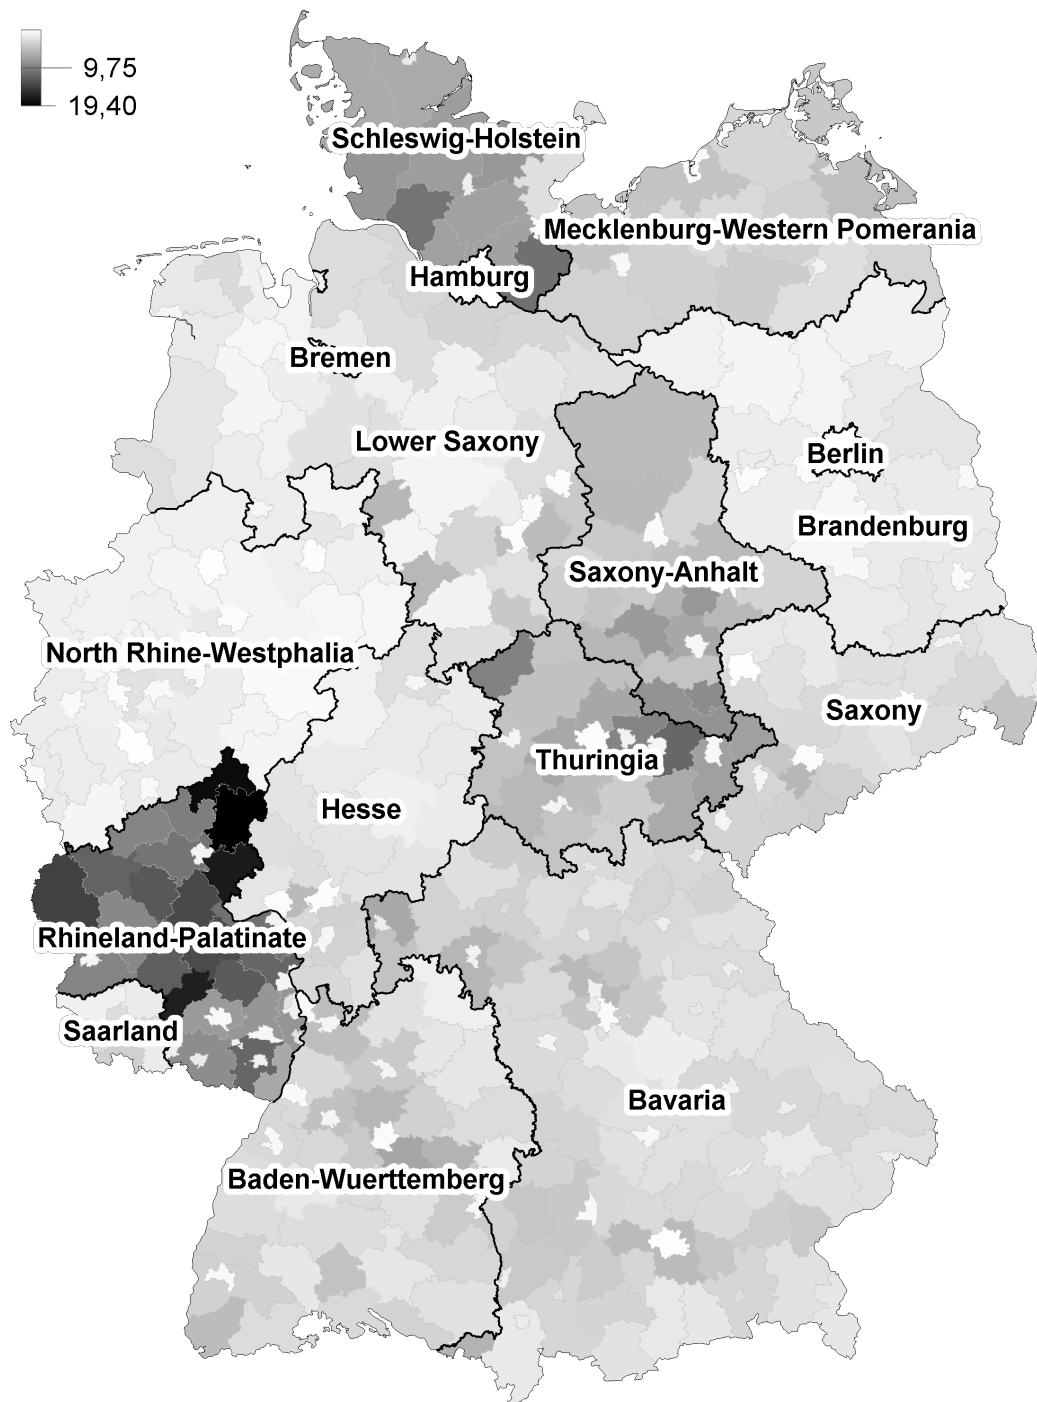 9,75
19,40
Schleswig-Holstein
Mecklenburg-Western Pomerania
Hamburg
Bremen
Lower Saxony
Berlin
Brandenburg
Saxony-Anhalt
North Rhine-Westphalia
Saxony
Thuringia
Hesse
Rhineland-Palatinate
Saarland
Bavaria
Baden-Wuerttemberg